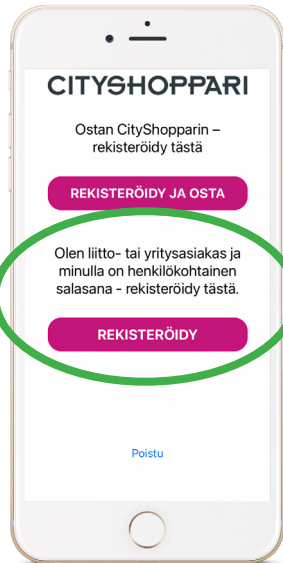 CITYSHOPPARI
Ostan CityShopparin –
rekisteröidy tästä
REKISTERÖIDY JA OSTA
Olen liitto- tai yritysasiakas ja
minulla on henkilökohtainen
salasana - rekisteröidy tästä.
REKISTERÖIDY
Poistu